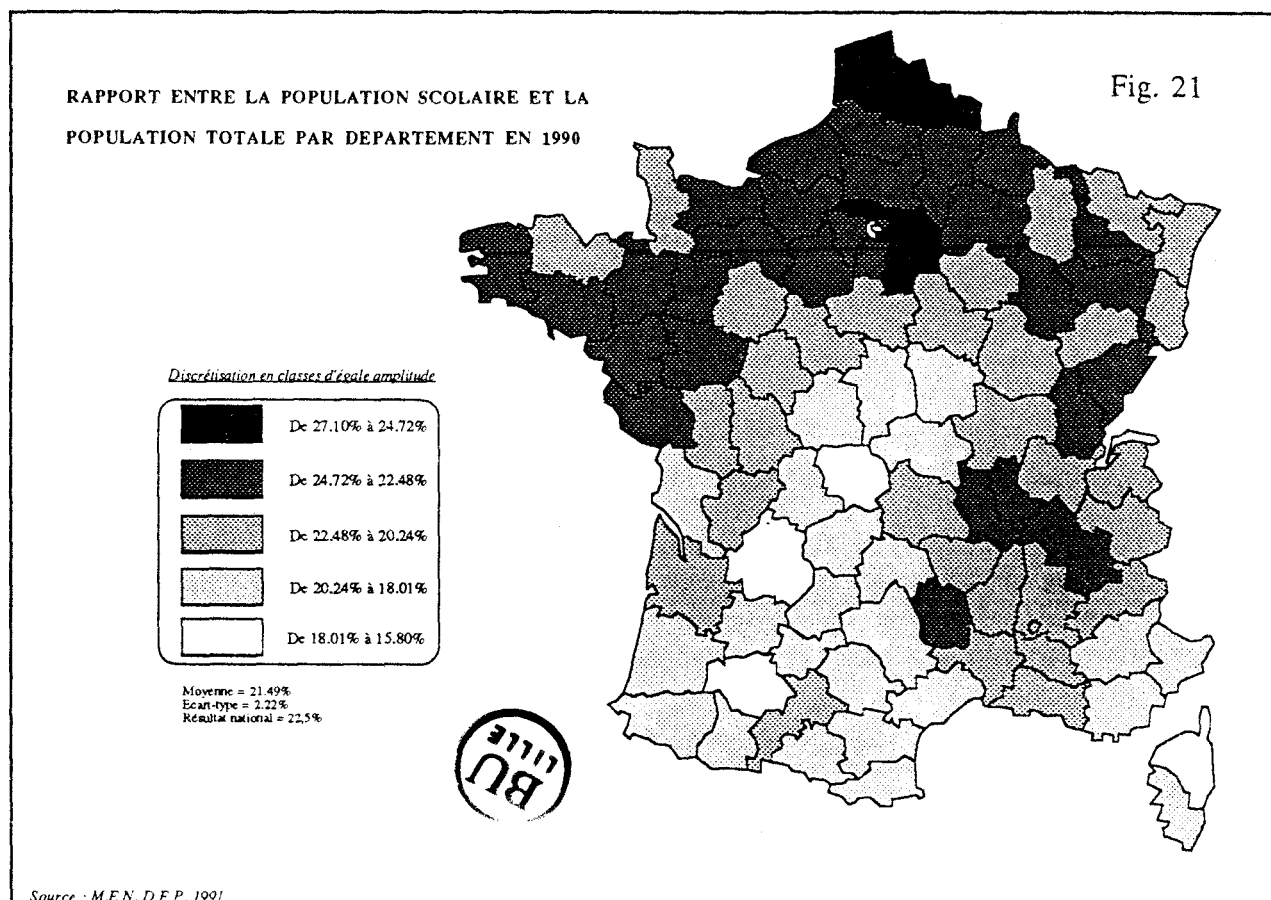 RAPPORT ENTRE LA POPULATION SCOLAIRE ET LA
POPULATION TOTALE PAR DEPARTEMENT EN 1990
Fig. 21
Discrétisation en classes d'égale amplitude
De 27.10% à 24.72%
De 24.72% à 22.48%
De 22.48% à 20.24%
De 20.24% à 18.01%
De 18.01% à 15.80%
Moyenne = 21.49%
Ecart-type = 2.22%
Résultat national = 22,5%
BU
LILLE
Source : M.E.N. D.E.P. 1991